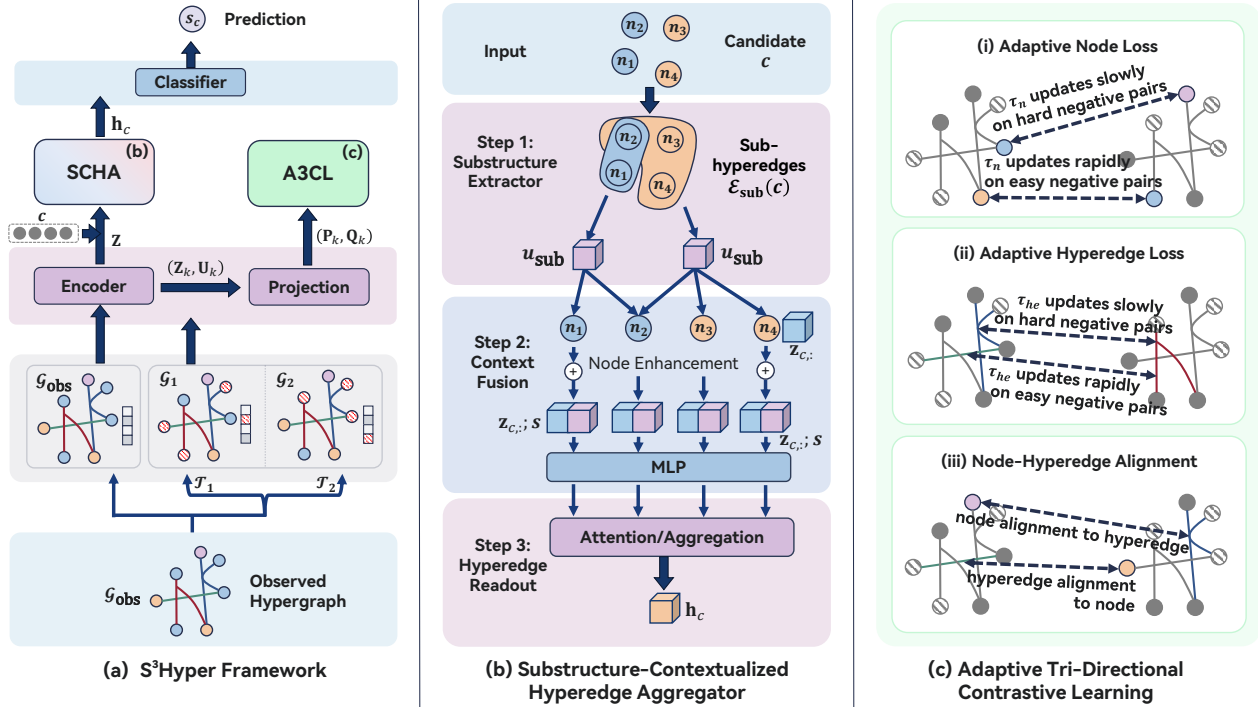 s_c
Prediction
Classifier
h_c
(b)
SCHA
(c)
A3CL
c
Z
(P_k, Q_k)
Encoder
(Z_k, U_k)
Projection
𝒢_obs
𝒢_1
𝒢_2
𝒯_1
𝒯_2
𝒢_obs
Observed
Hypergraph
(a) S³Hyper Framework
Input
n_2
n_3
n_1
n_4
Candidate
c
Step 1:
Substructure
Extractor
n_2
n_3
n_1
n_4
Sub-
hyperedges
ℰ_sub(c)
u_sub
u_sub
Step 2:
Context
Fusion
n_1
n_2
n_3
n_4
z_{c,:}
Node Enhancement
+
+
z_{c,:}; s
z_{c,:}; s
MLP
Step 3:
Hyperedge
Readout
Attention/Aggregation
h_c
(b) Substructure-Contextualized
Hyperedge Aggregator
(i) Adaptive Node Loss
τ_n updates slowly
on hard negative pairs
τ_n updates rapidly
on easy negative pairs
(ii) Adaptive Hyperedge Loss
τ_he updates slowly
on hard negative pairs
τ_he updates rapidly
on easy negative pairs
(iii) Node-Hyperedge Alignment
node alignment to hyperedge
hyperedge alignment
to node
(c) Adaptive Tri-Directional
Contrastive Learning